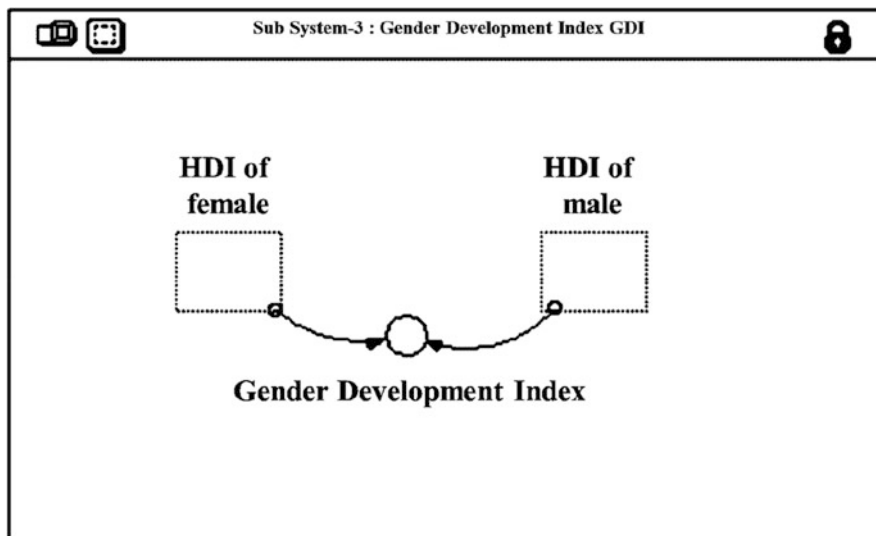 Sub System-3 : Gender Development Index GDI
HDI of
female
HDI of
male
Gender Development Index